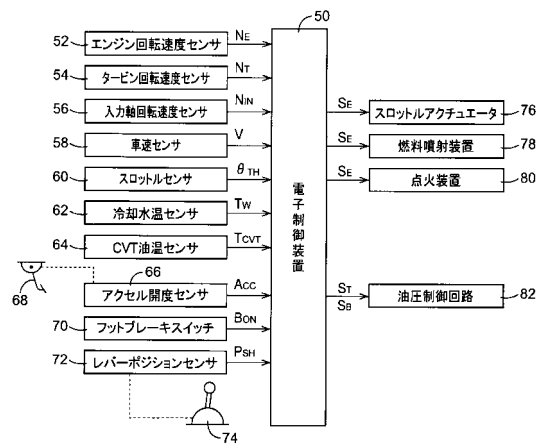 50
52 エンジン回転速度センサ NE
54 タービン回転速度センサ NT
56 入力軸回転速度センサ NIN
58 車速センサ V
60 スロットルセンサ θTH
62 冷却水温センサ TW
64 CVT油温センサ TCVT
66
68
アクセル開度センサ ACC
70 フットブレーキスイッチ BON
72 レバーポジションセンサ PSH
74
電子制御装置
SE スロットルアクチュエータ 76
SE 燃料噴射装置 78
SE 点火装置 80
ST
SB
油圧制御回路 82